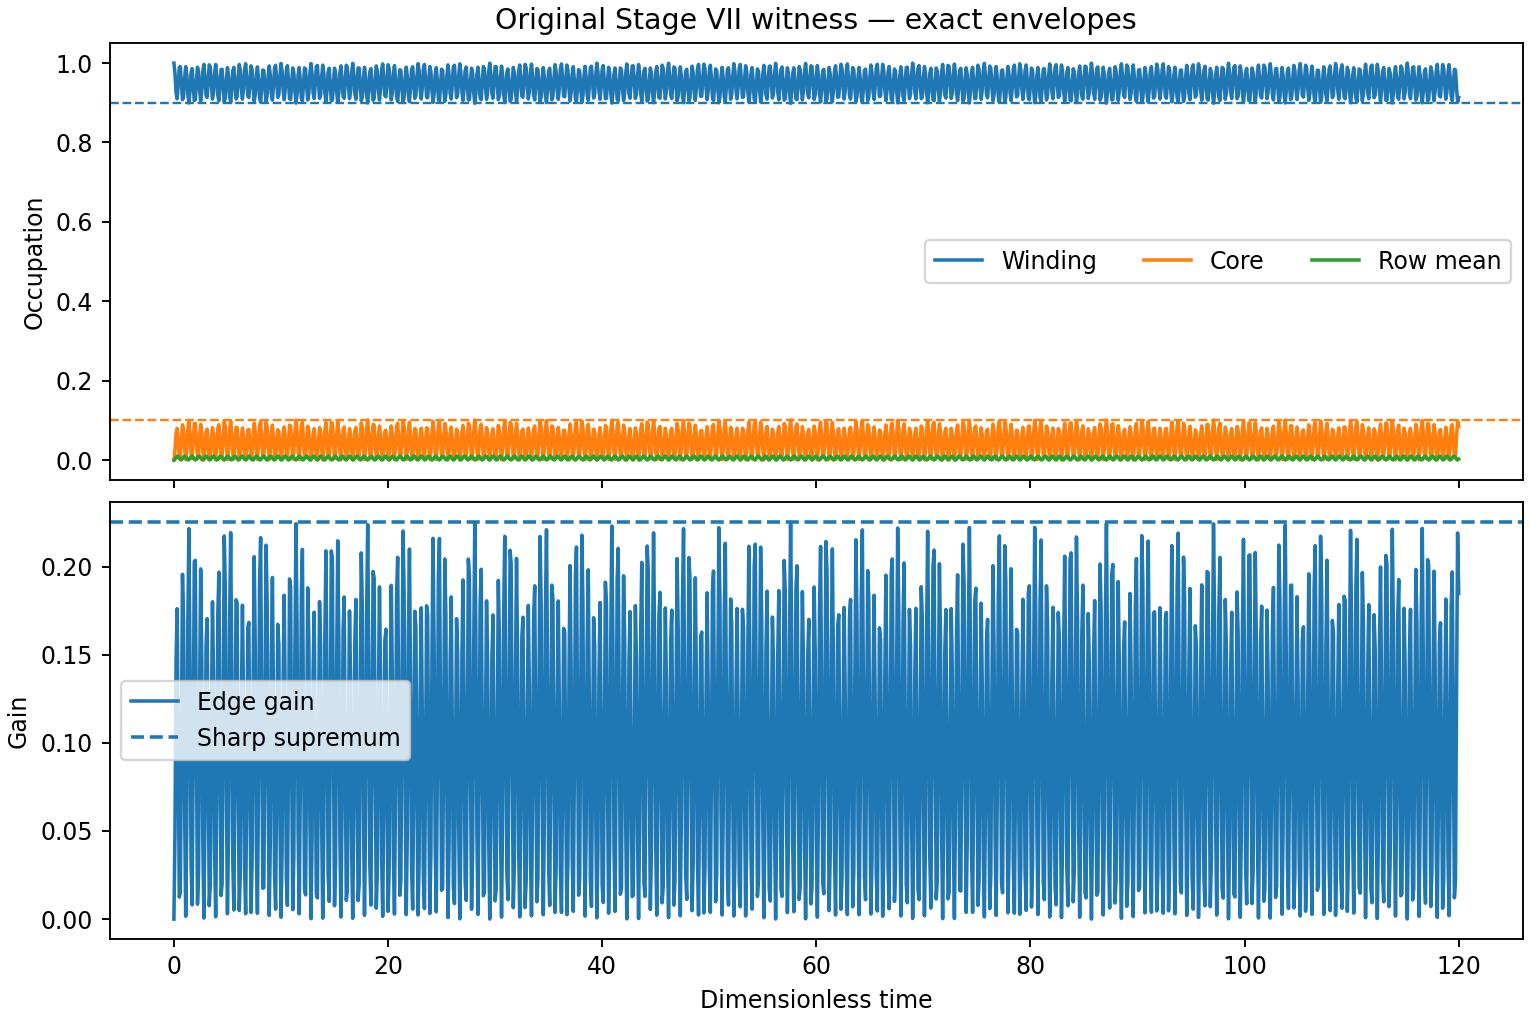 Original Stage VII witness — exact envelopes
1.0
0.8
0.6
0.4
0.2
0.0
Occupation
Winding
Core
Row mean
0.20
0.15
0.10
0.05
0.00
Gain
Edge gain
Sharp supremum
0
20
40
60
80
100
120
Dimensionless time